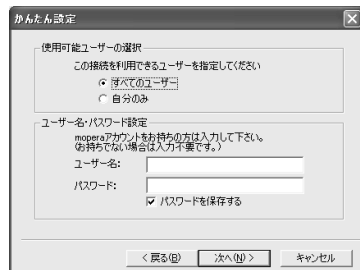 かんたん設定
使用可能ユーザーの選択
この接続を利用できるユーザーを指定してください
すべてのユーザー
自分のみ
ユーザー名・パスワード設定
moperaアカウントをお持ちの方は入力して下さい。
(お持ちでない場合は入力不要です。)
ユーザー名:
パスワード:
パスワードを保存する
< 戻る(B)
次へ(N) >
キャンセル